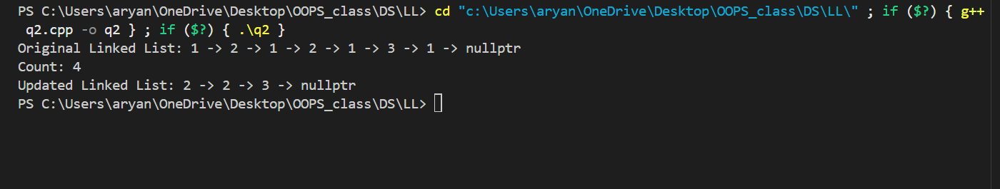 PS C:\Users\aryan\OneDrive\Desktop\OOPS_class\DS\LL> cd "c:\Users\aryan\OneDrive\Desktop\OOPS_class\DS\LL\" ; if ($?) { g++
q2.cpp -o q2 } ; if ($?) { .\q2 }
Original Linked List: 1 -> 2 -> 1 -> 2 -> 1 -> 3 -> 1 -> nullptr
Count: 4
Updated Linked List: 2 -> 2 -> 3 -> nullptr
PS C:\Users\aryan\OneDrive\Desktop\OOPS_class\DS\LL>